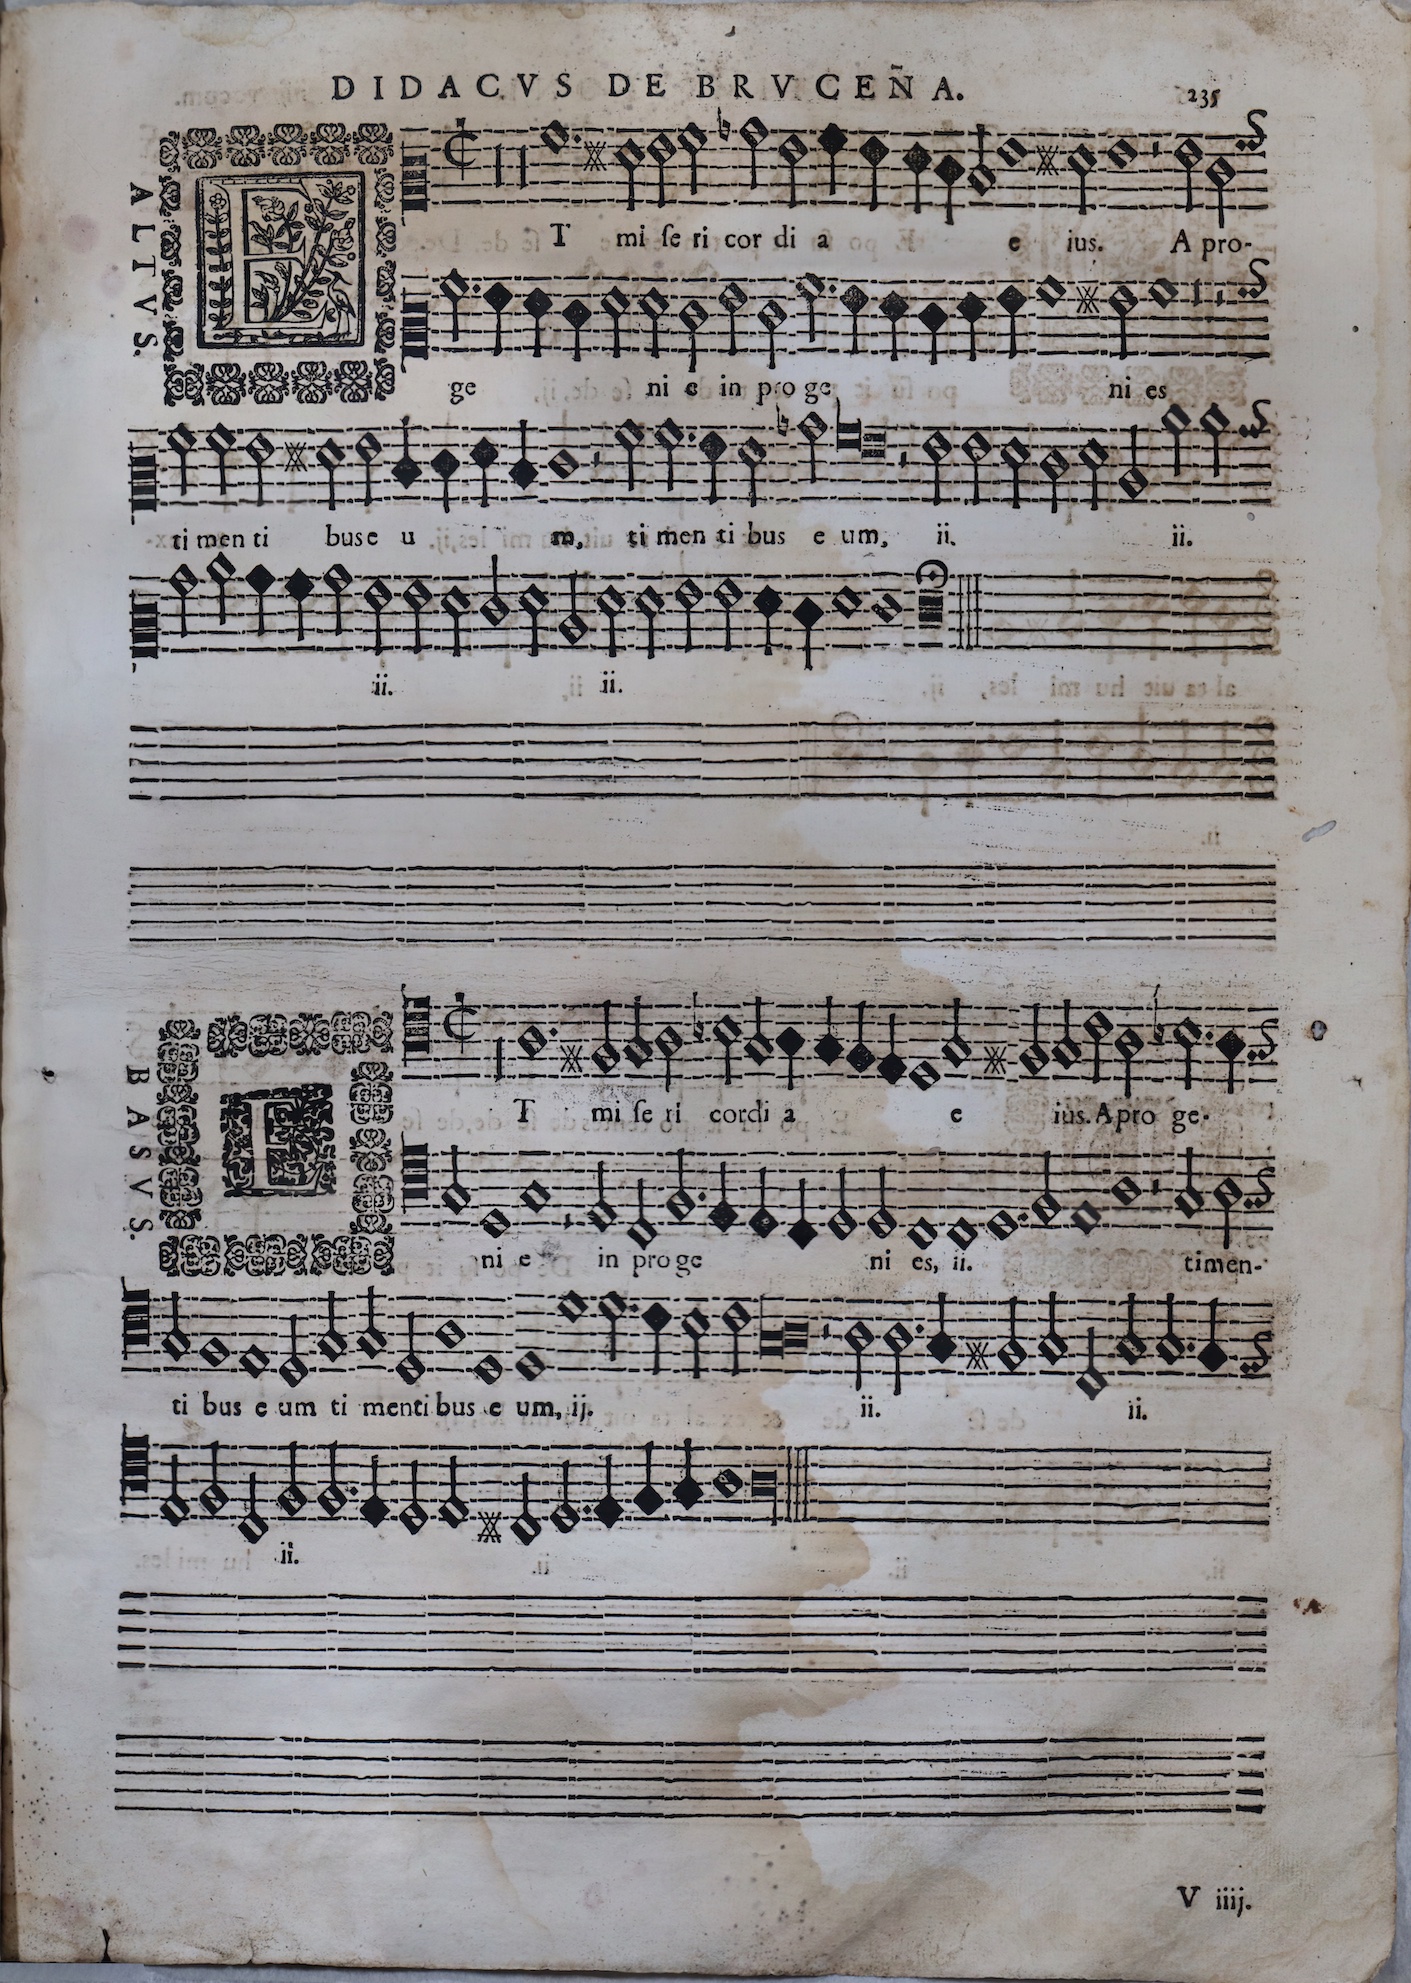 DIDACVS DE BRVCEÑA.
235
ALTVS.
ET mi se ri cor di a e ius. A pro-
ge ni e in pro ge ni es
ti men ti bus e u m, ti men ti bus e um, ii. ii.
ii. ii.
BASVS.
ET mi se ri cordi a e ius. A pro ge-
ni e in pro ge ni es, ii. timen-
ti bus e um ti menti bus e um, ij. ii. ii.
ii.
V iiij.